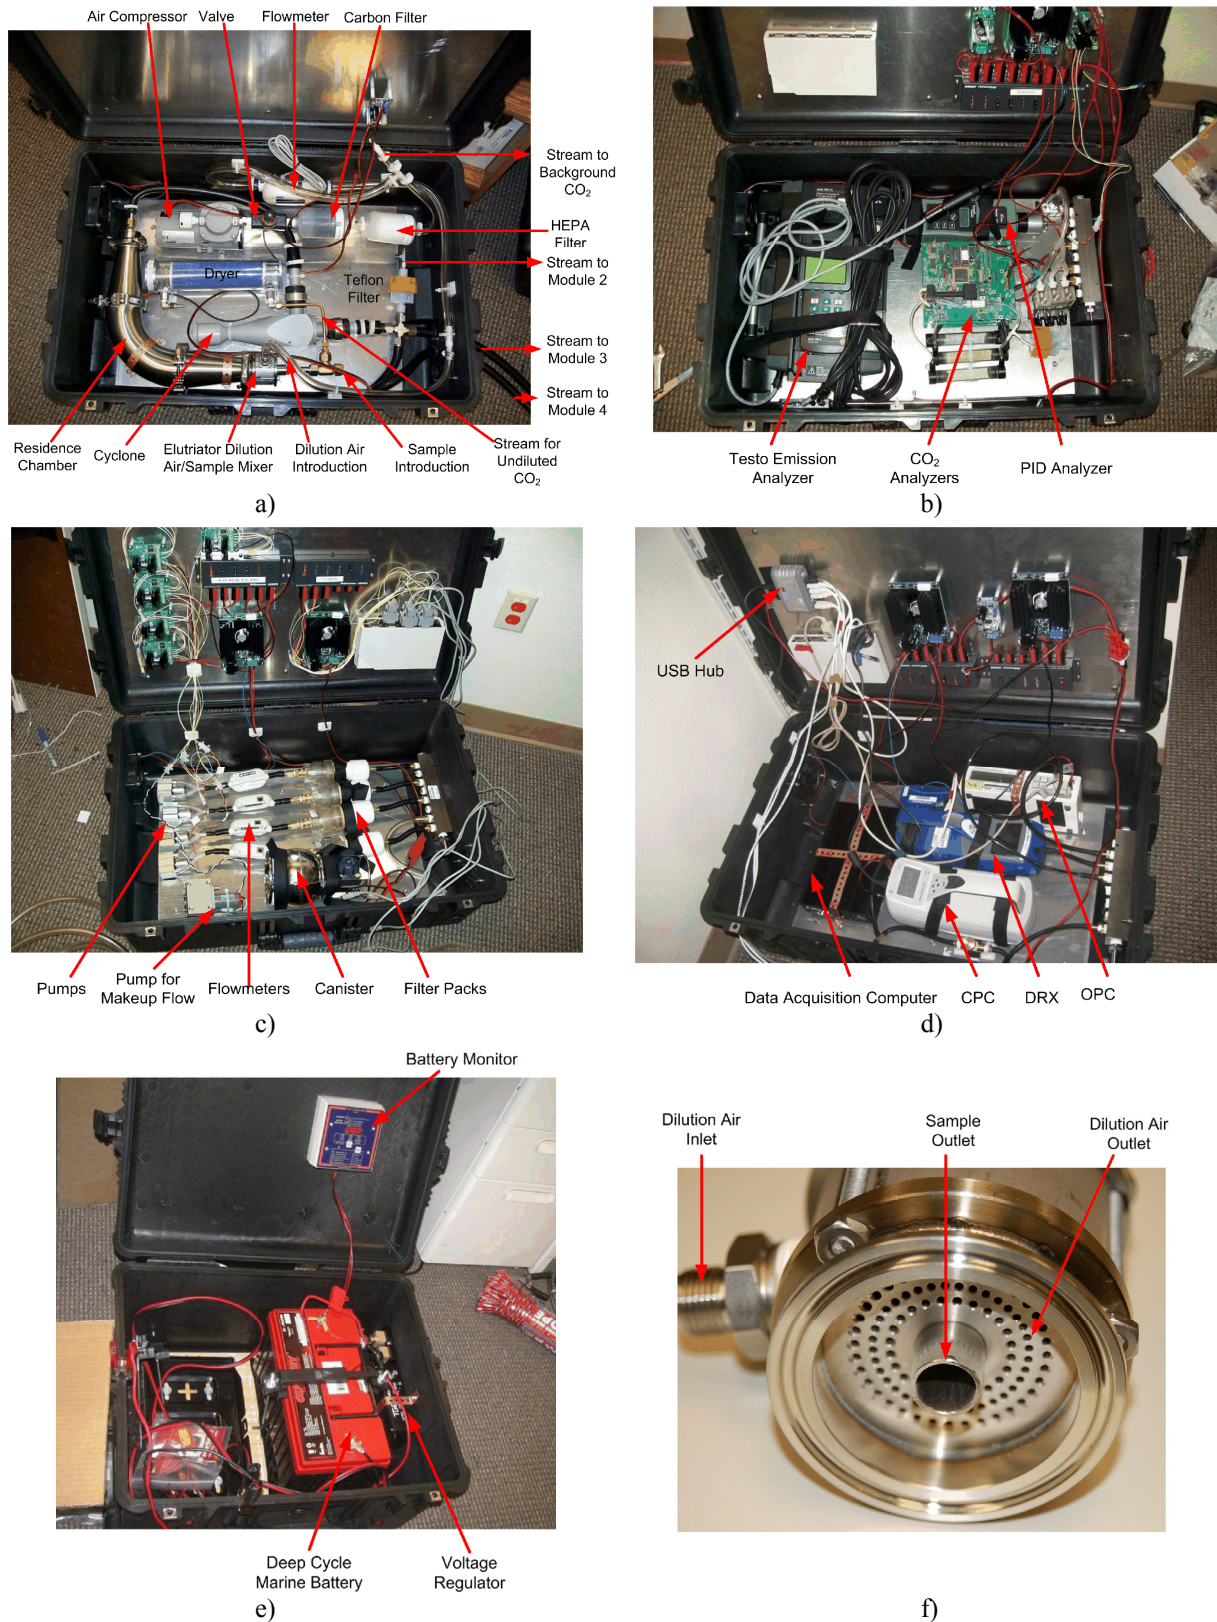 Air Compressor Valve Flowmeter Carbon Filter
Stream to
Background
CO₂
HEPA
Filter
Stream to
Module 2
Dryer
Teflon
Filter
Stream to
Module 3
Stream to
Module 4
Residence
Chamber
Cyclone
Elutriator Dilution
Air/Sample Mixer
Dilution Air
Introduction
Sample
Introduction
Stream for
Undiluted
CO₂
a)
Testo Emission
Analyzer
CO₂
Analyzers
PID Analyzer
b)
Pumps
Pump for
Makeup Flow
Flowmeters
Canister
Filter Packs
c)
USB Hub
Data Acquisition Computer
CPC
DRX
OPC
d)
Battery Monitor
Deep Cycle
Marine Battery
Voltage
Regulator
e)
Dilution Air
Inlet
Sample
Outlet
Dilution Air
Outlet
f)